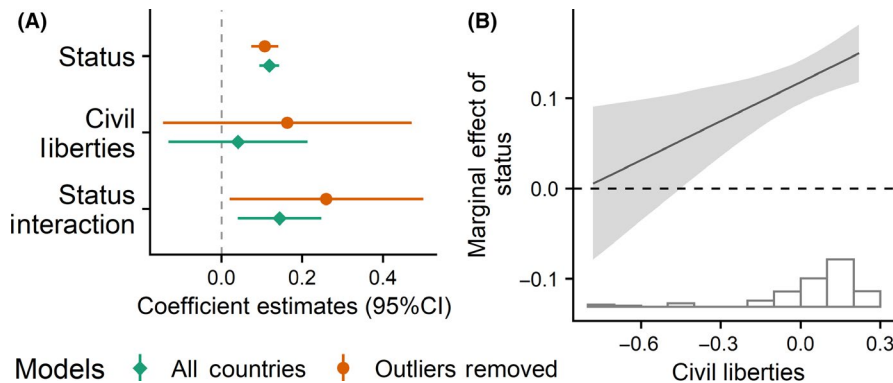 (A)
Status
Civil
liberties
Status
interaction
0.0 0.2 0.4
Coefficient estimates (95%CI)
(B)
Marginal effect of
status
0.1
0.0
−0.1
−0.6 −0.3 0.0 0.3
Civil liberties
Models All countries Outliers removed